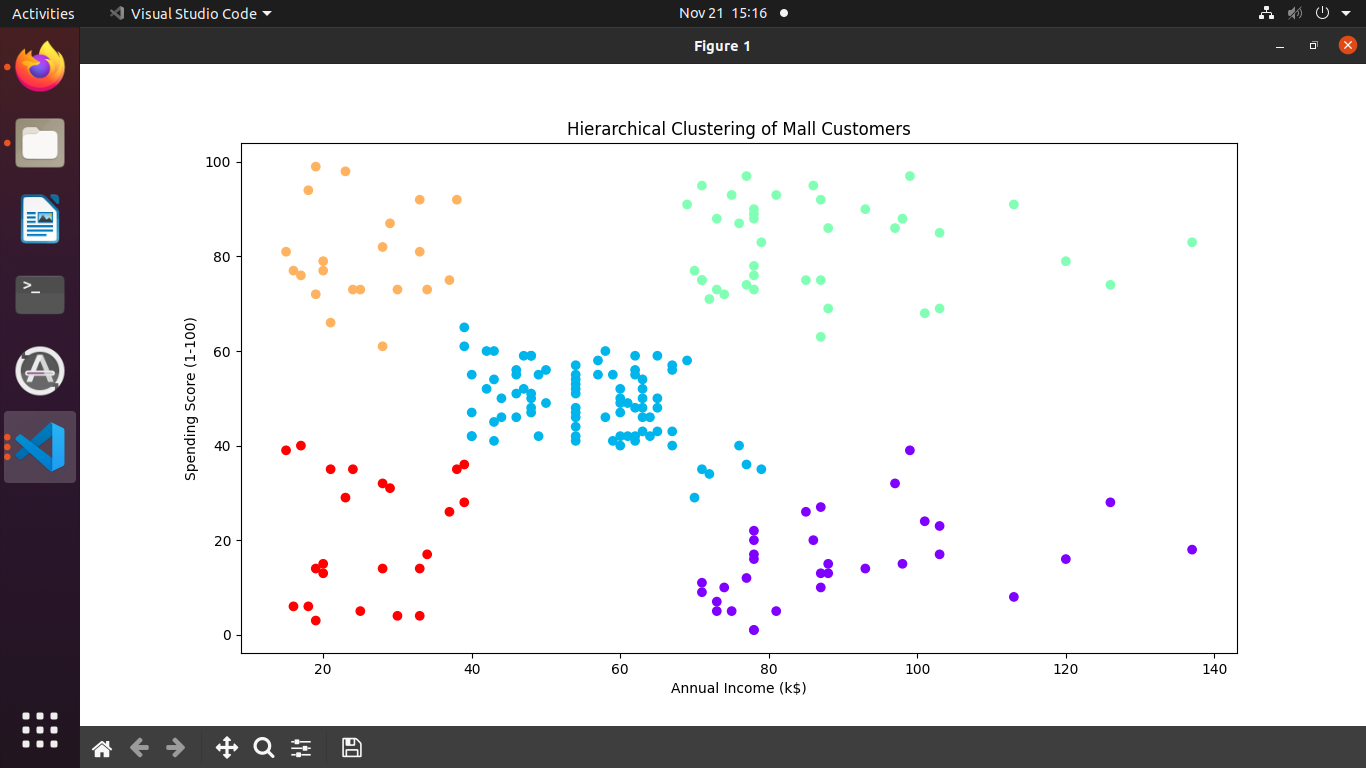 Activities Visual Studio Code Nov 21 15:16
Figure 1
>_
A
Hierarchical Clustering of Mall Customers
100
80
60
40
20
0
Spending Score (1-100)
20 40 60 80 100 120 140
Annual Income (k$)